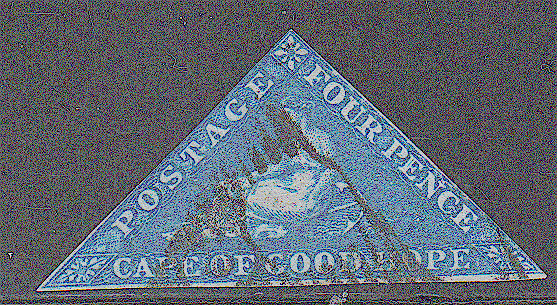 POSTAGE
FOUR PENCE
CAPE OF GOOD HOPE